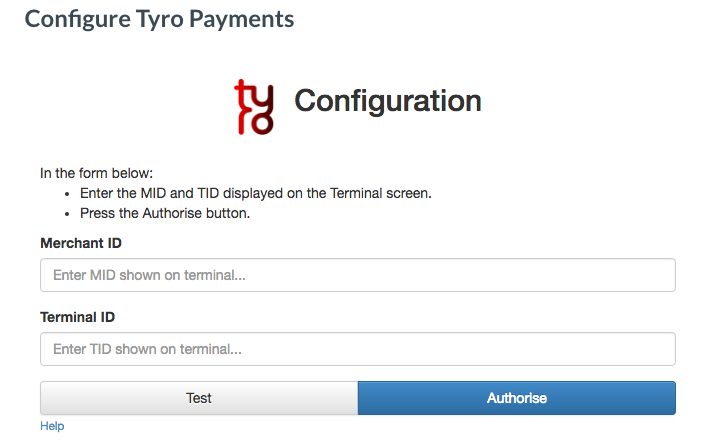 Configure Tyro Payments
tyro Configuration
In the form below:
• Enter the MID and TID displayed on the Terminal screen.
• Press the Authorise button.
Merchant ID
Enter MID shown on terminal...
Terminal ID
Enter TID shown on terminal...
Test Authorise
Help